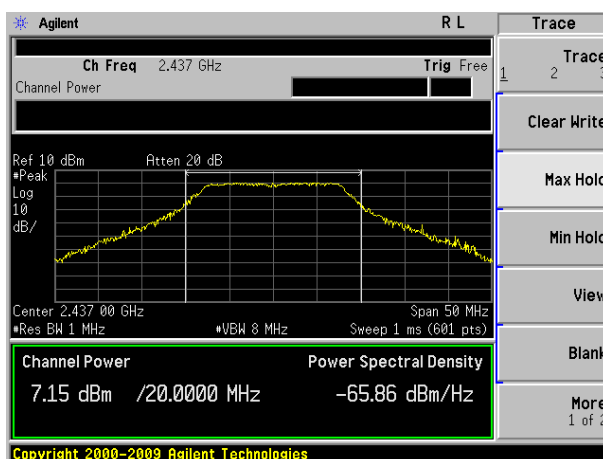 Agilent R L Trace
Ch Freq 2.437 GHz Trig Free
Channel Power
Trace
1 2 3
Clear Write
Max Hold
Min Hold
View
Blank
More
1 of 2
Ref 10 dBm Atten 20 dB
#Peak
Log
10
dB/
Center 2.437 00 GHz Span 50 MHz
#Res BW 1 MHz #VBW 8 MHz Sweep 1 ms (601 pts)
Channel Power Power Spectral Density
7.15 dBm /20.0000 MHz -65.86 dBm/Hz
Copyright 2000-2009 Agilent Technologies